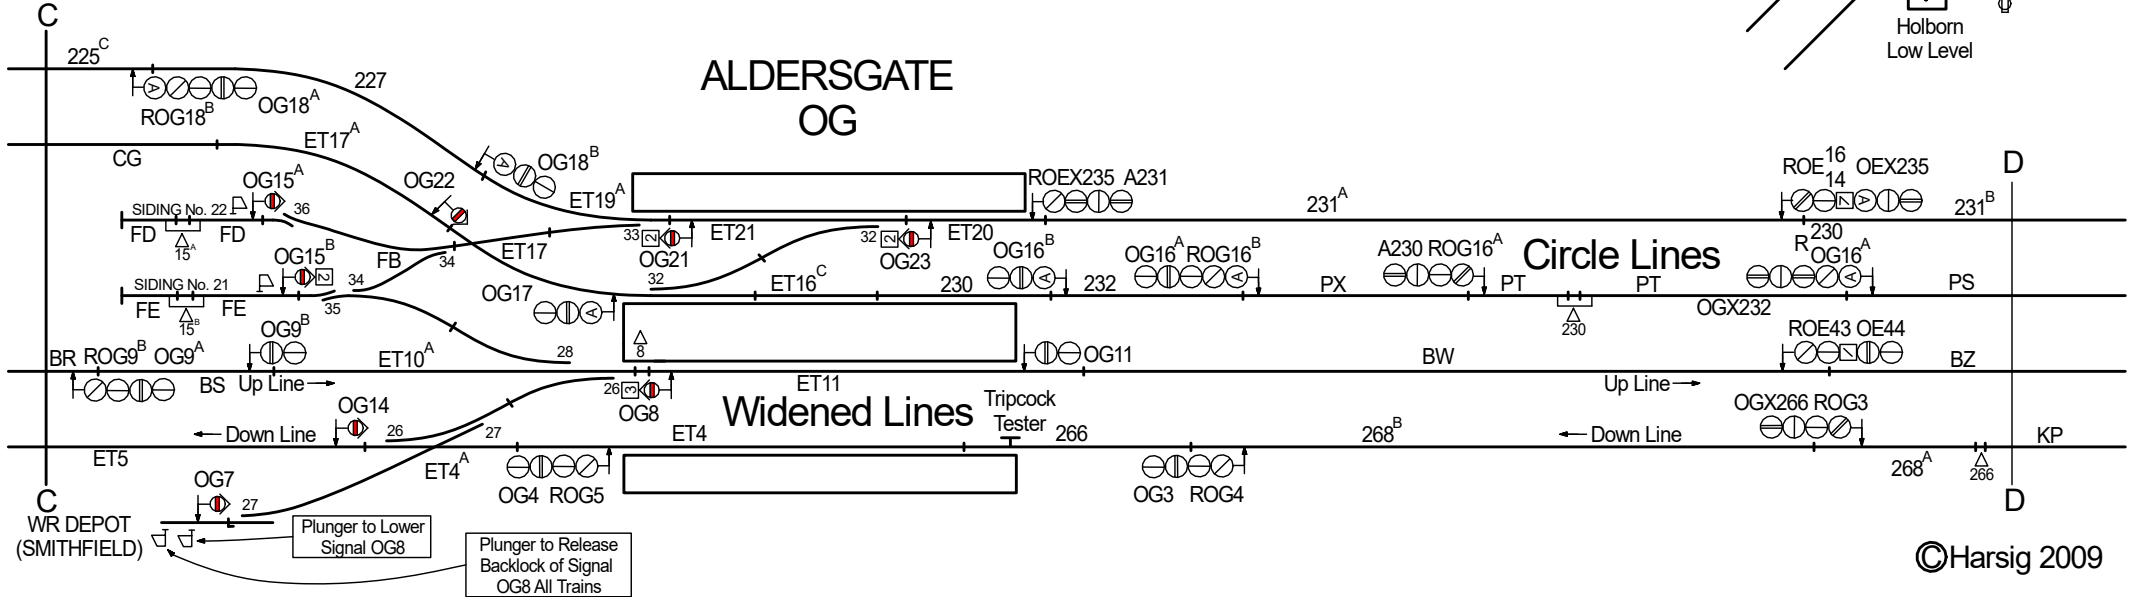 C
Holborn
Low Level
225C
227
ALDERSGATE
OG
ROG18B
OG18A
ET17A
CG
OG18B
ROEX235 A231
ROE 16
14
OEX235
D
OG15A
OG22
ET19A
231A
231B
SIDING No. 22
36
FD
FD
15A
33
2
OG21
ET21
32
2
OG23
ET20
OG16B
OG16A ROG16B
A230 ROG16A
Circle Lines
R230
OG16A
OG15B
2
FB
34
ET17
34
SIDING No. 21
FE
FE
15B
35
OG17
32
ET16C
230
232
PX
PT
230
PT
OGX232
PS
BR
ROG9B
OG9A
OG9B
ET10A
28
8
OG11
BW
ROE43 OE44
BZ
BS
Up Line
26
3
OG8
ET11
Up Line
OG14
Widened Lines
Tripcock
Tester
OGX266 ROG3
Down Line
26
27
ET4
266
268B
Down Line
KP
ET5
ET4A
OG4 ROG5
OG3 ROG4
268A
266
OG7
27
C
D
WR DEPOT
(SMITHFIELD)
Plunger to Lower
Signal OG8
Plunger to Release
Backlock of Signal
OG8 All Trains
©Harsig 2009